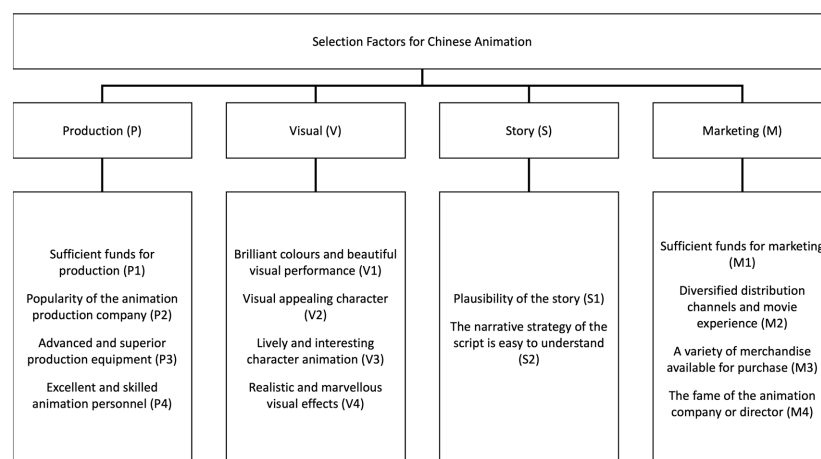 Selection Factors for Chinese Animation
Production (P)
Visual (V)
Story (S)
Marketing (M)
Sufficient funds for
production (P1)
Popularity of the animation
production company (P2)
Advanced and superior
production equipment (P3)
Excellent and skilled
animation personnel (P4)
Brilliant colours and beautiful
visual performance (V1)
Visual appealing character
(V2)
Lively and interesting
character animation (V3)
Realistic and marvellous
visual effects (V4)
Plausibility of the story (S1)
The narrative strategy of the
script is easy to understand
(S2)
Sufficient funds for marketing
(M1)
Diversified distribution
channels and movie
experience (M2)
A variety of merchandise
available for purchase (M3)
The fame of the animation
company or director (M4)